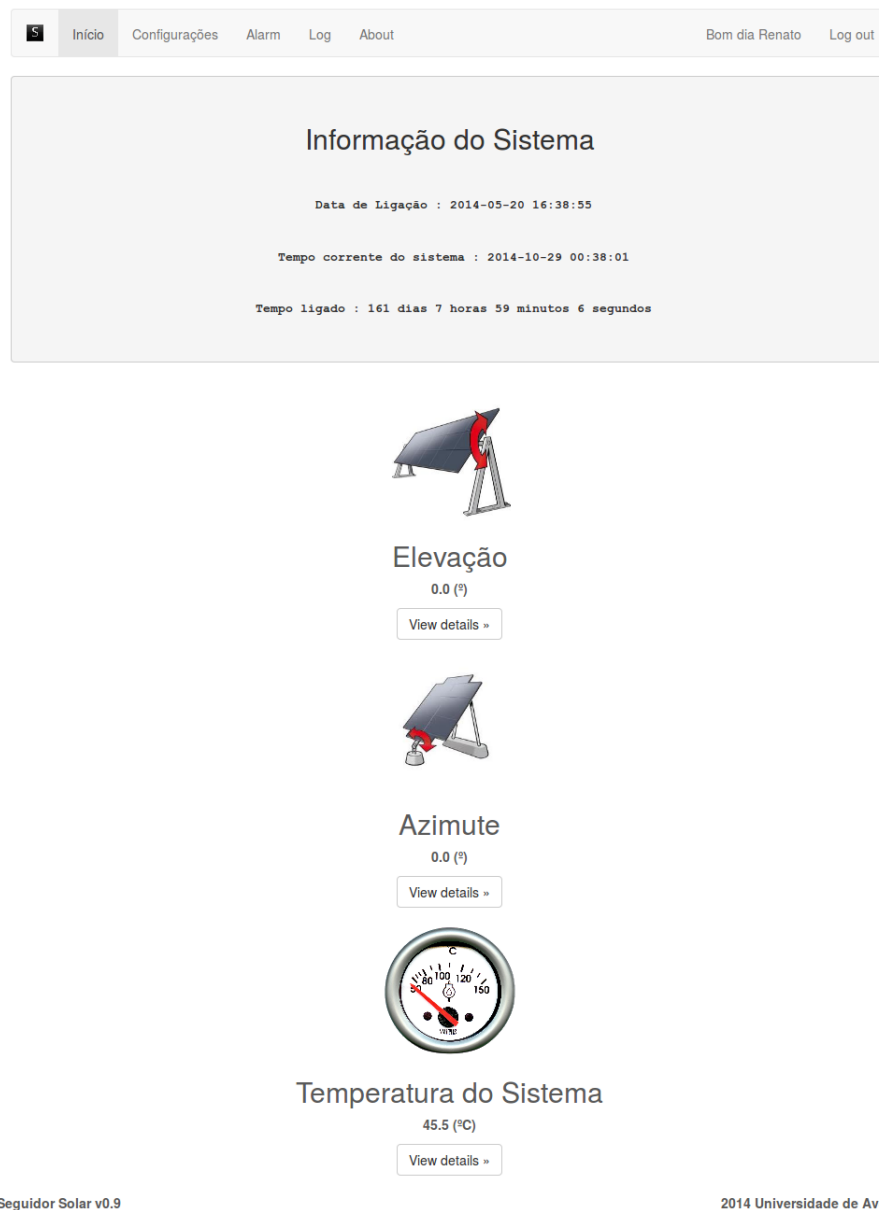 S Início Configurações Alarm Log About Bom dia Renato Log out
Informação do Sistema
Data de Ligação : 2014-05-20 16:38:55
Tempo corrente do sistema : 2014-10-29 00:38:01
Tempo ligado : 161 dias 7 horas 59 minutos 6 segundos
Elevação
0.0 (º)
View details »
Azimute
0.0 (º)
View details »
C
50 80 100 120 150
Temperatura do Sistema
45.5 (ºC)
View details »
Seguidor Solar v0.9 2014 Universidade de Av